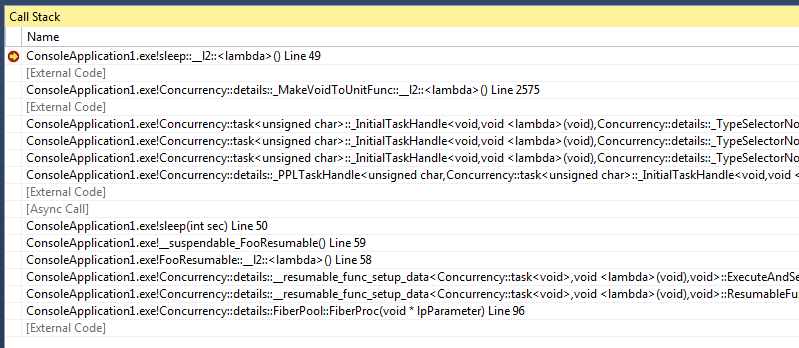 Call Stack
Name
ConsoleApplication1.exe!sleep::__l2::<lambda>() Line 49
[External Code]
ConsoleApplication1.exe!Concurrency::details::_MakeVoidToUnitFunc::__l2::<lambda>() Line 2575
[External Code]
ConsoleApplication1.exe!Concurrency::task<unsigned char>::_InitialTaskHandle<void,void <lambda>(void),Concurrency::details::_TypeSelectorNo
ConsoleApplication1.exe!Concurrency::task<unsigned char>::_InitialTaskHandle<void,void <lambda>(void),Concurrency::details::_TypeSelectorNo
ConsoleApplication1.exe!Concurrency::task<unsigned char>::_InitialTaskHandle<void,void <lambda>(void),Concurrency::details::_TypeSelectorNo
ConsoleApplication1.exe!Concurrency::details::_PPLTaskHandle<unsigned char,Concurrency::task<unsigned char>::_InitialTaskHandle<void,void <
[External Code]
[Async Call]
ConsoleApplication1.exe!sleep(int sec) Line 50
ConsoleApplication1.exe!__suspendable_FooResumable() Line 59
ConsoleApplication1.exe!FooResumable::__l2::<lambda>() Line 58
ConsoleApplication1.exe!Concurrency::details::__resumable_func_setup_data<Concurrency::task<void>,void <lambda>(void),void>::ExecuteAndSe
ConsoleApplication1.exe!Concurrency::details::__resumable_func_setup_data<Concurrency::task<void>,void <lambda>(void),void>::ResumableFu
ConsoleApplication1.exe!Concurrency::details::FiberPool::FiberProc(void * lpParameter) Line 96
[External Code]